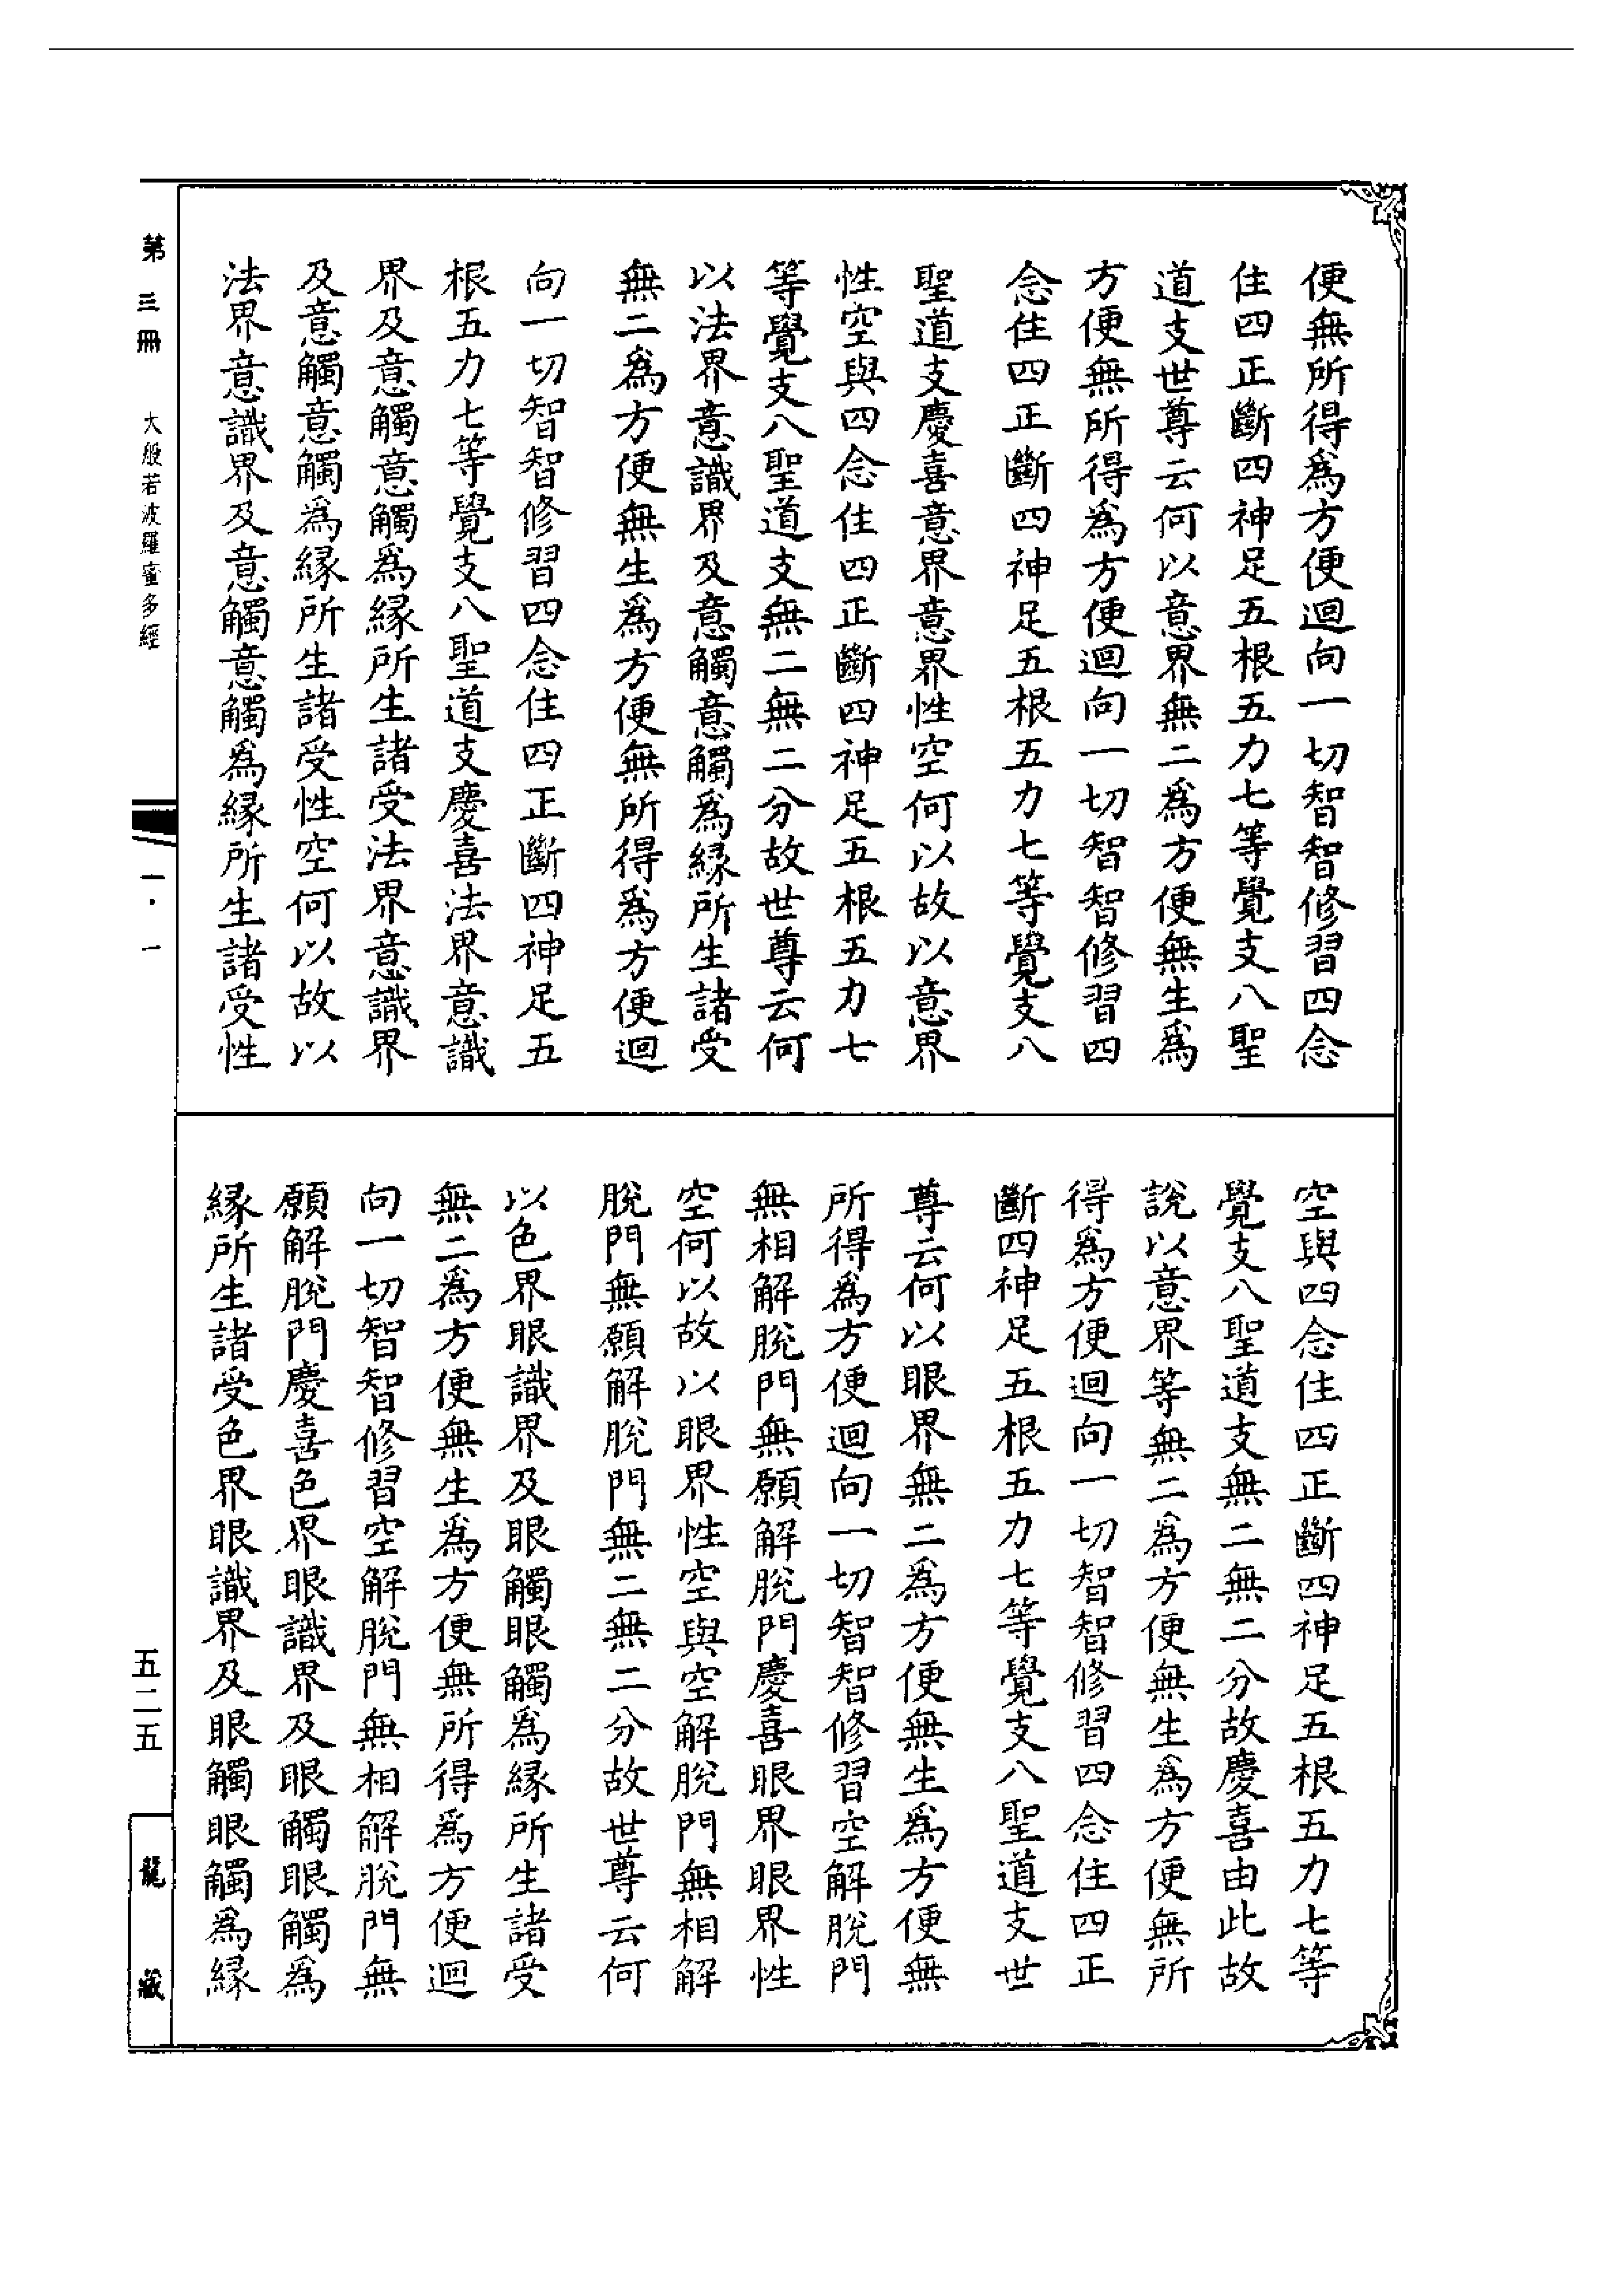 便無所得爲方便迴向一切智智修習四念
住四正斷四神足五根五力七等覺支八聖
道支世尊云何以意界無二爲方便無生爲
方便無所得爲方便迴向一切智智修習四
念住四正斷四神足五根五力七等覺支八
聖道支慶喜意界意界性空何以故以意界
性空與四念住四正斷四神足五根五力七
等覺支八聖道支無二無二分故世尊云何
以法界意識界及意觸意觸爲緣所生諸受
無二爲方便無生爲方便無所得爲方便迴
向一切智智修習四念住四正斷四神足五
根五力七等覺支八聖道支慶喜法界意識
界及意觸意觸爲緣所生諸受法界意識界
及意觸意觸爲緣所生諸受性空何以故以
法界意識界及意觸意觸爲緣所生諸受性
空與四念住四正斷四神足五根五力七等
覺支八聖道支無二無二分故慶喜由此故
說以意界等無二爲方便無生爲方便無所
得爲方便迴向一切智智修習四念住四正
斷四神足五根五力七等覺支八聖道支世
尊云何以眼界無二爲方便無生爲方便無
所得爲方便迴向一切智智修習空解脫門
無相解脫門無願解脫門慶喜眼界眼界性
空何以故以眼界性空與空解脫門無相解
脫門無願解脫門無二無二分故世尊云何
以色界眼識界及眼觸眼觸爲緣所生諸受
無二爲方便無生爲方便無所得爲方便迴
向一切智智修習空解脫門無相解脫門無
願解脫門慶喜色界眼識界及眼觸眼觸爲
緣所生諸受色界眼識界及眼觸眼觸爲緣
第三冊 大般若波羅蜜多經
一·一
五二五
龍藏